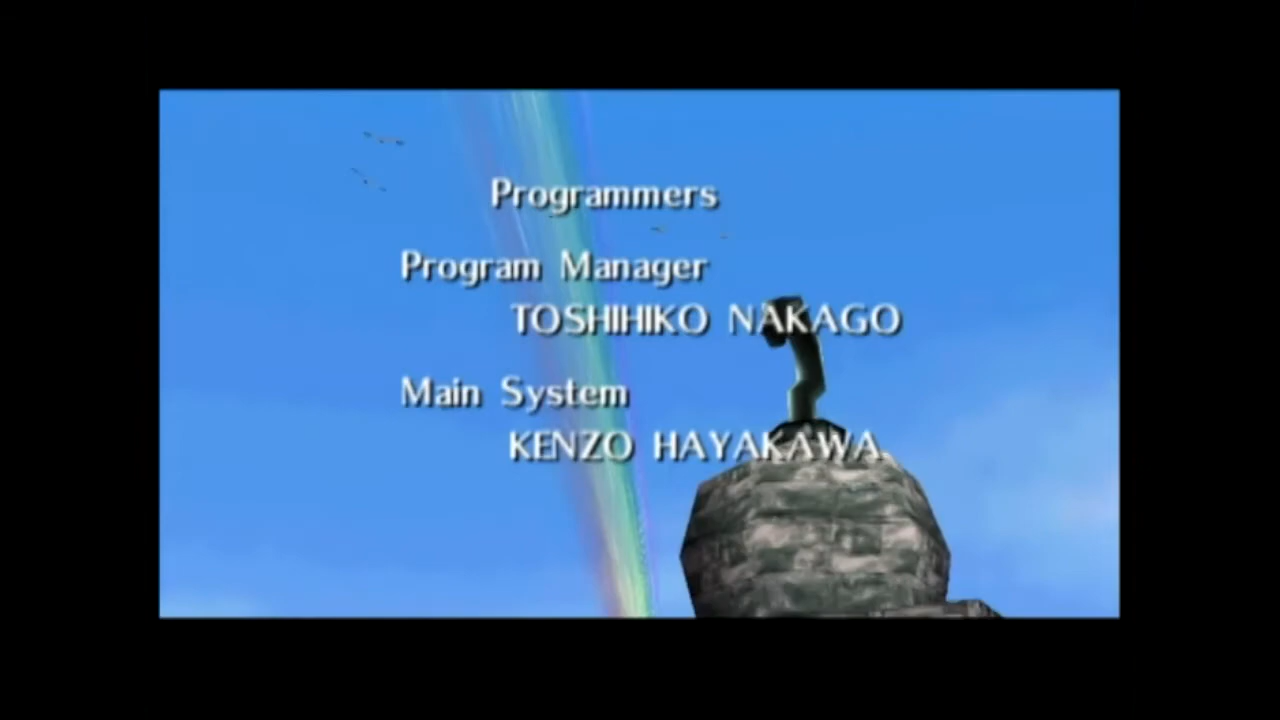 Programmers
Program Manager
TOSHIHIKO NAKAGO
Main System
KENZO HAYAKAWA